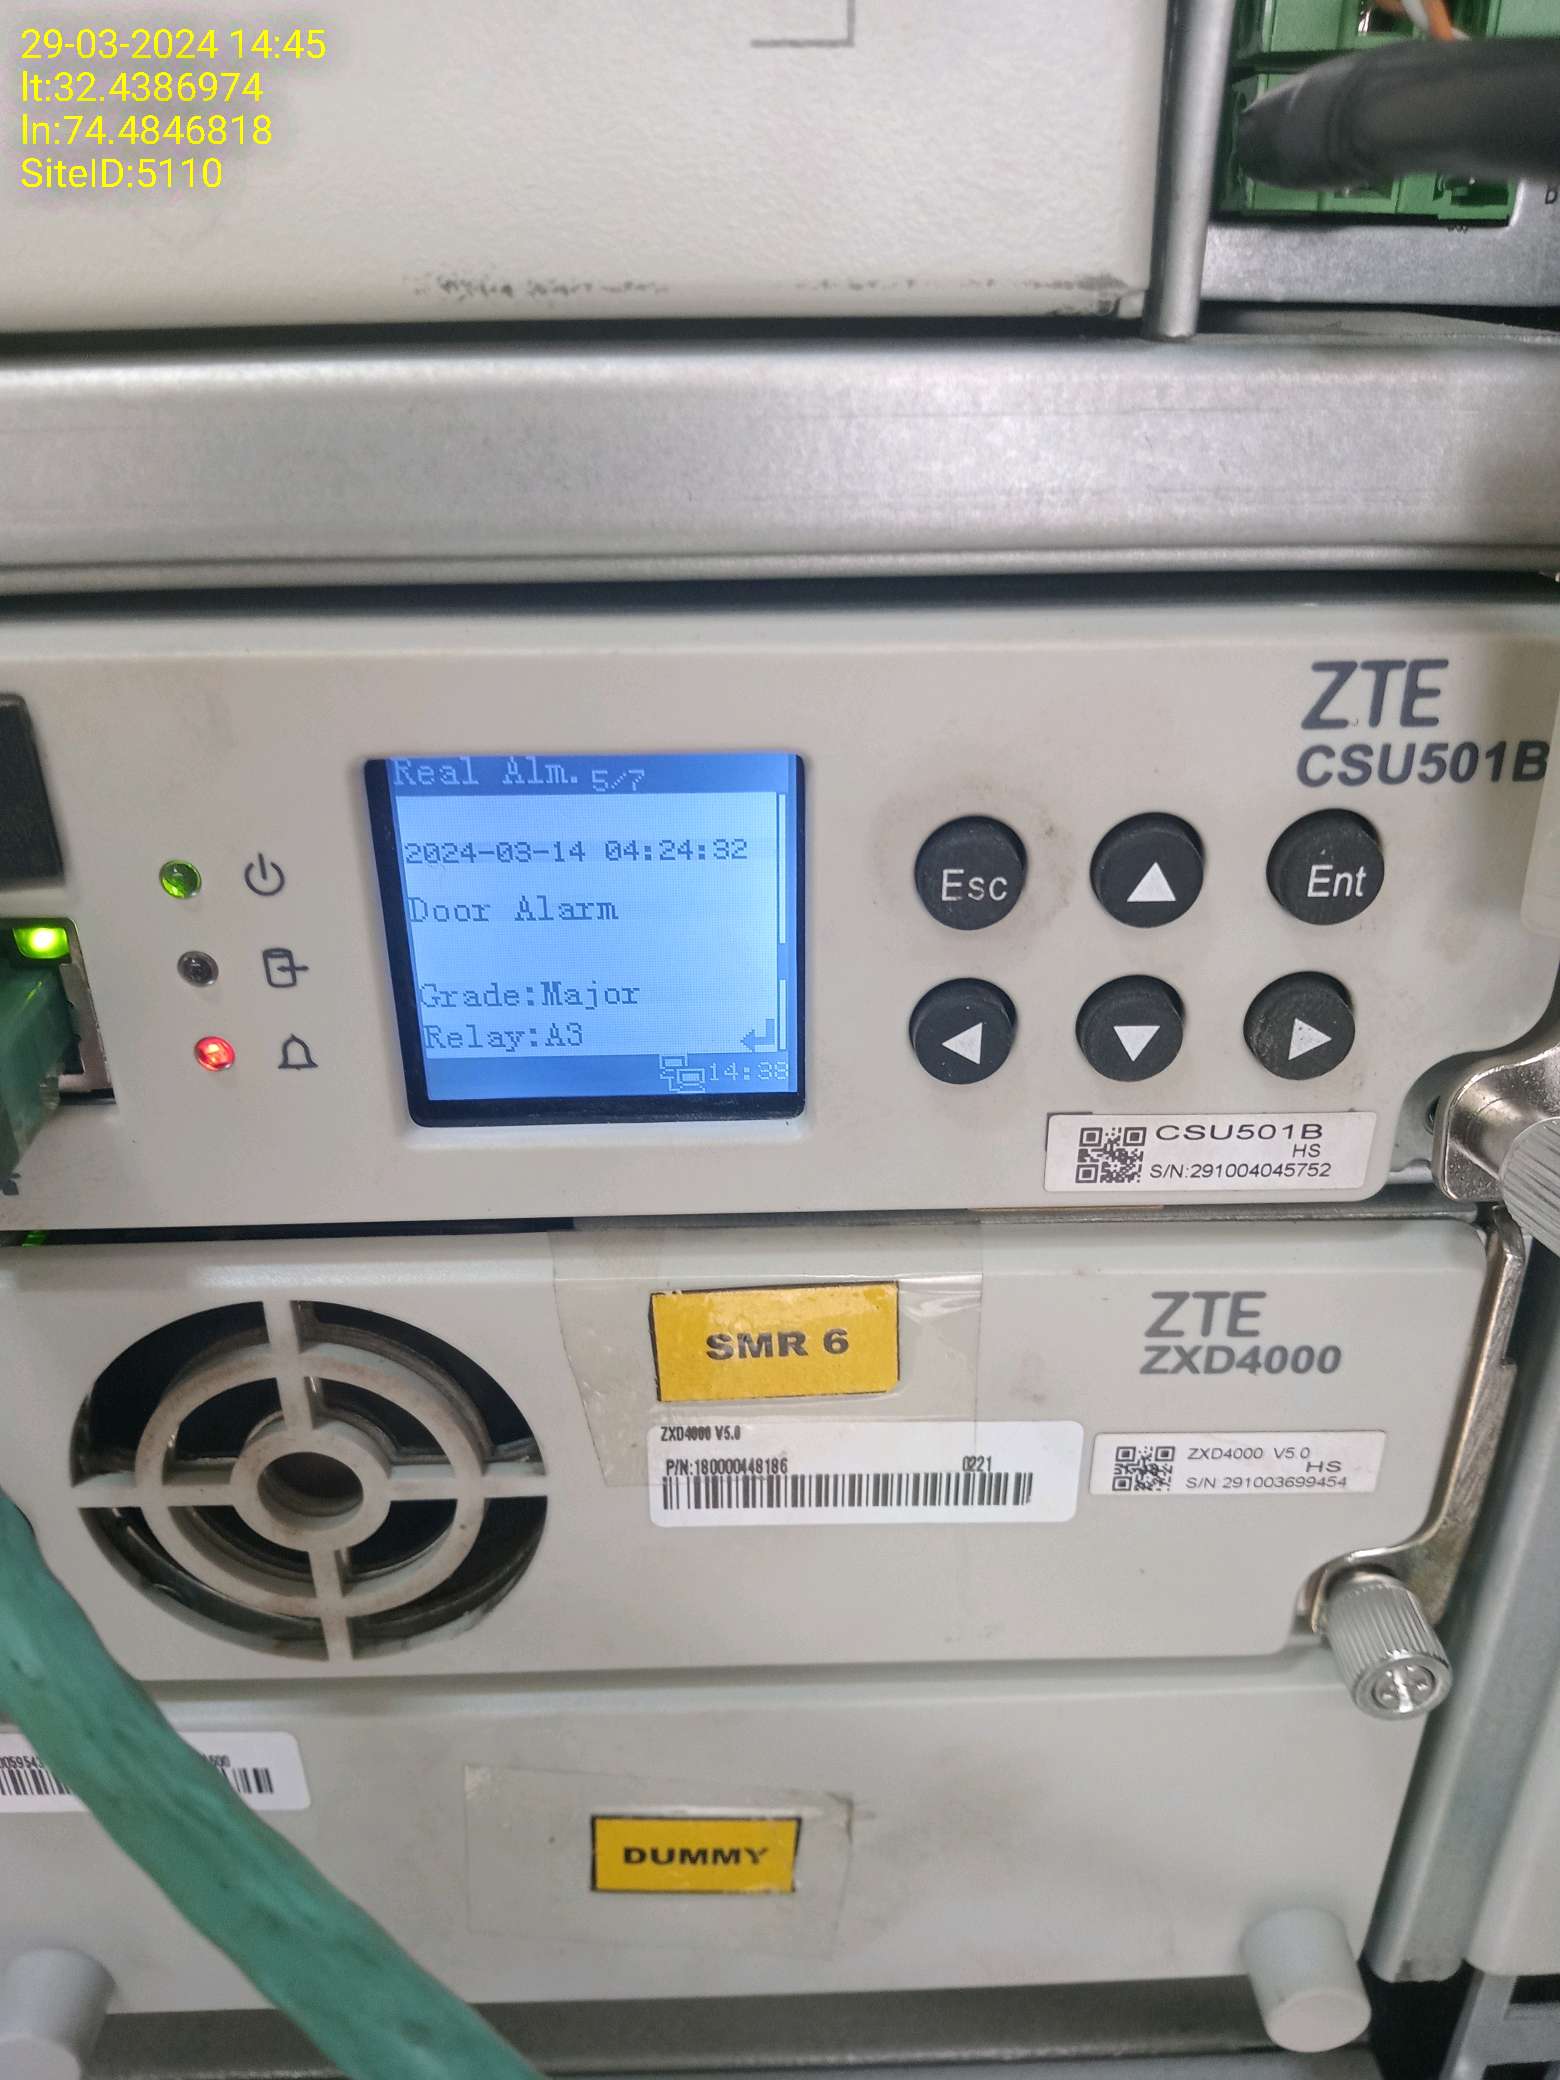 29-03-2024 14:45
lt:32.4386974
ln:74.4846818
SiteID:5110
ZTE
CSU501B
Real Alm. 5/7
2024-03-14 04:24:32
Door Alarm
Grade:Major
Relay:A3
14:38
Esc
Ent
CSU501B
HS
S/N:291004045752
SMR 6
ZTE
ZXD4000
ZXD4000 V5.0
P/N:180000448186 0221
ZXD4000 V5.0
HS
S/N:291003699454
DUMMY